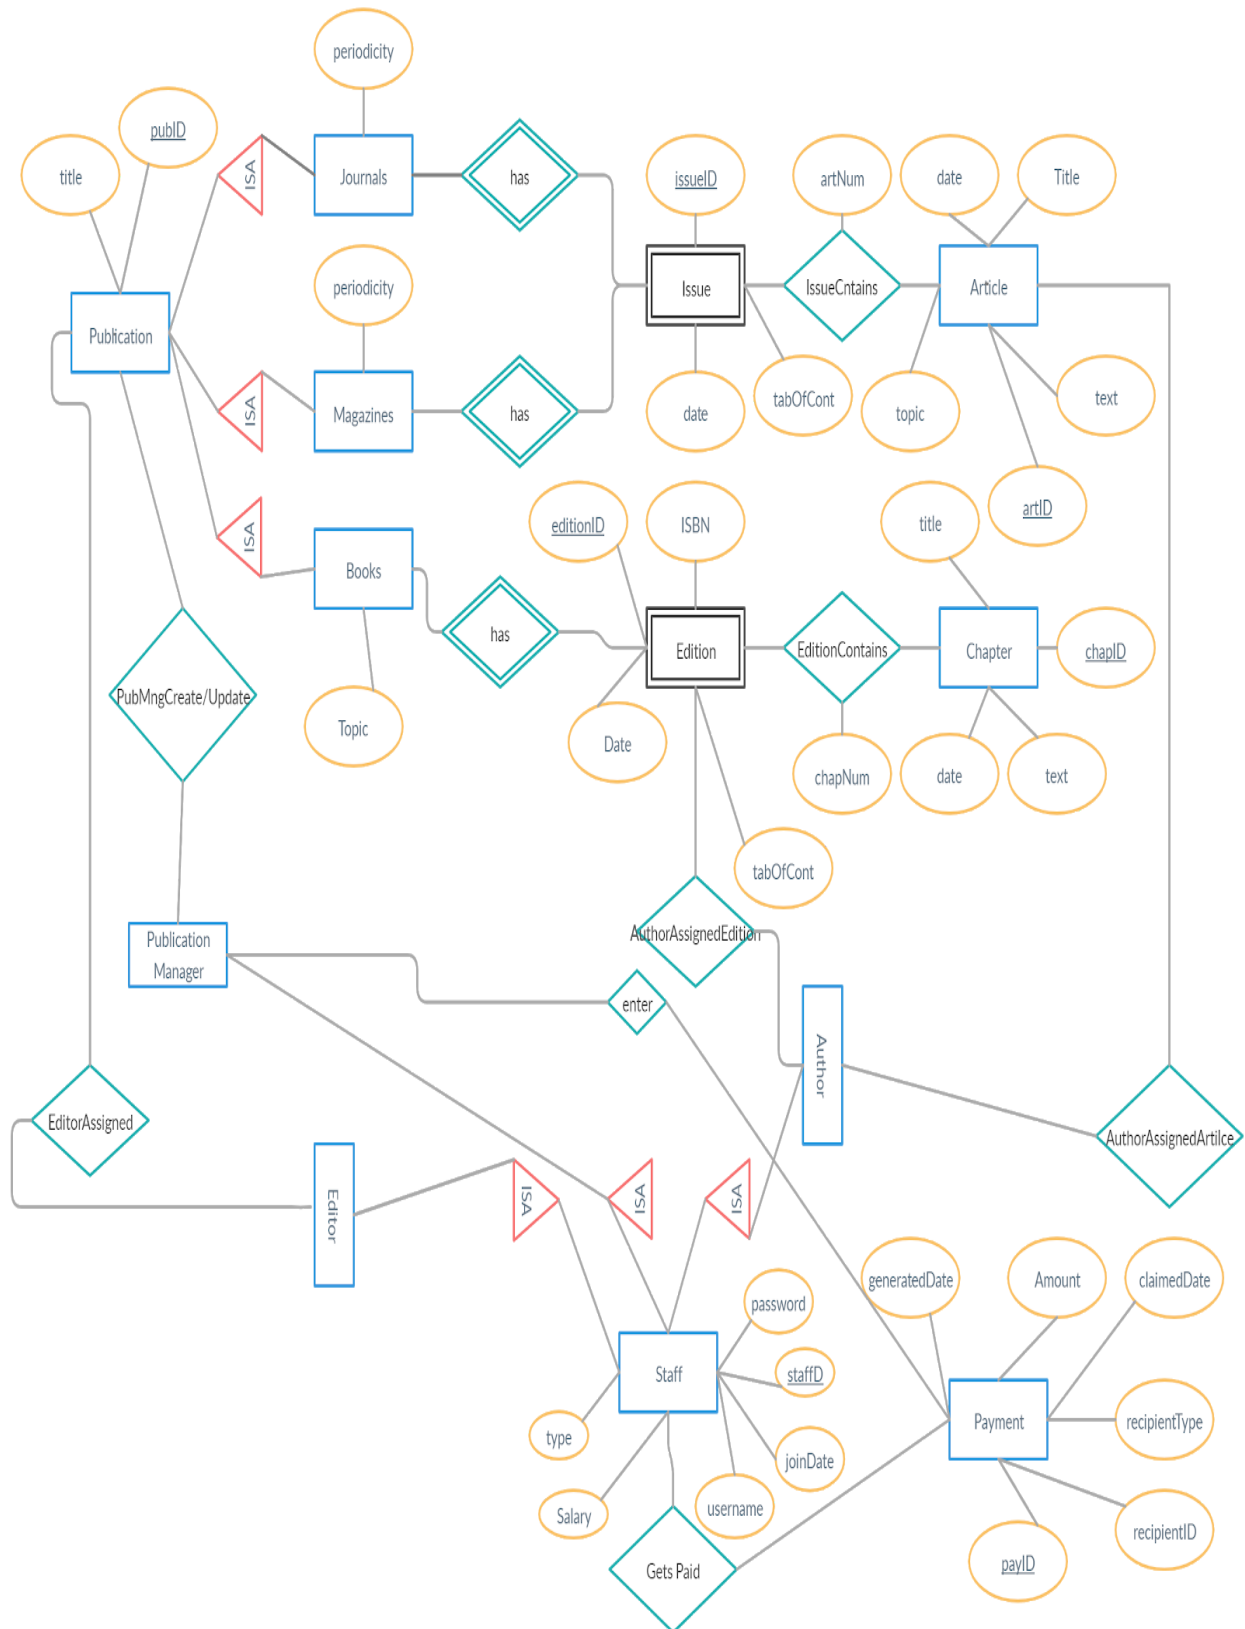 periodicity
pubID
title
ISA
Journals
has
issueID
artNum
date
Title
periodicity
Issue
IssueCntains
Article
Publication
ISA
Magazines
has
date
tabOfCont
topic
text
artID
title
editionID
ISBN
ISA
Books
has
Edition
EditionContains
Chapter
chapID
PubMngCreate/Update
Topic
Date
chapNum
date
text
tabOfCont
AuthorAssignedEdition
Publication
Manager
enter
Author
EditorAssigned
AuthorAssignedArtilce
Editor
ISA
ISA
ISA
generatedDate
Amount
claimedDate
password
Staff
staffD
type
joinDate
Payment
recipientType
Salary
username
recipientID
Gets Paid
payID